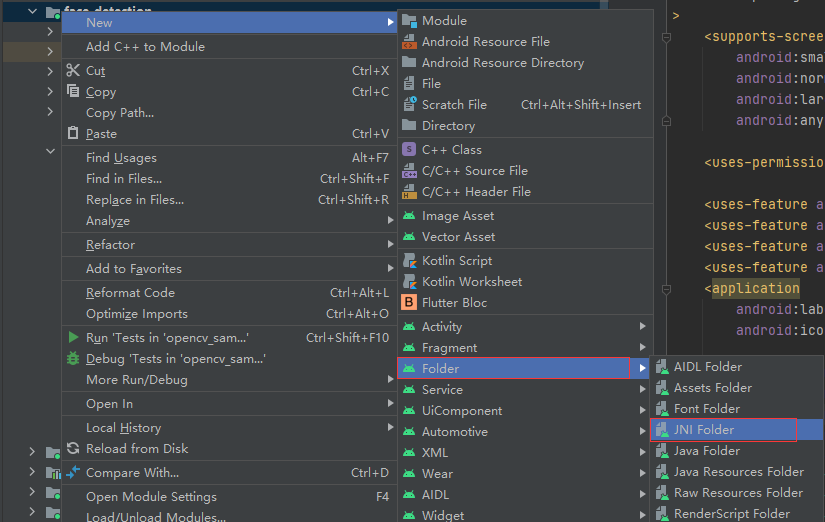 face_detection
New
Add C++ to Module
Cut Ctrl+X
Copy Ctrl+C
Copy Path...
Paste Ctrl+V
Find Usages Alt+F7
Find in Files... Ctrl+Shift+F
Replace in Files... Ctrl+Shift+R
Analyze
Refactor
Add to Favorites
Reformat Code Ctrl+Alt+L
Optimize Imports Ctrl+Alt+O
Run 'Tests in 'opencv_sam...' Ctrl+Shift+F10
Debug 'Tests in 'opencv_sam...'
More Run/Debug
Open In
Local History
Reload from Disk
Compare With... Ctrl+D
Open Module Settings F4
Load/Unload Modules...
Module
Android Resource File
Android Resource Directory
File
Scratch File Ctrl+Alt+Shift+Insert
Directory
C++ Class
C/C++ Source File
C/C++ Header File
Image Asset
Vector Asset
Kotlin Script
Kotlin Worksheet
Flutter Bloc
Activity
Fragment
Folder
Service
UiComponent
Automotive
XML
Wear
AIDL
Widget
AIDL Folder
Assets Folder
Font Folder
JNI Folder
Java Folder
Java Resources Folder
Raw Resources Folder
RenderScript Folder
>
<supports-scree
android:sma
android:nor
android:lar
android:any
<uses-permissio
<uses-feature a
<uses-feature a
<uses-feature a
<uses-feature a
<application
android:lab
android:ico